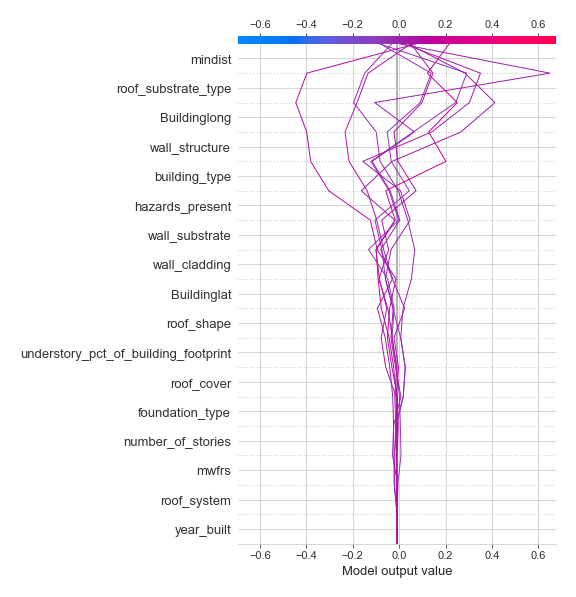 −0.6 −0.4 −0.2 0.0 0.2 0.4 0.6
mindist
roof_substrate_type
Buildinglong
wall_structure
building_type
hazards_present
wall_substrate
wall_cladding
Buildinglat
roof_shape
understory_pct_of_building_footprint
roof_cover
foundation_type
number_of_stories
mwfrs
roof_system
year_built
−0.6 −0.4 −0.2 0.0 0.2 0.4 0.6
Model output value